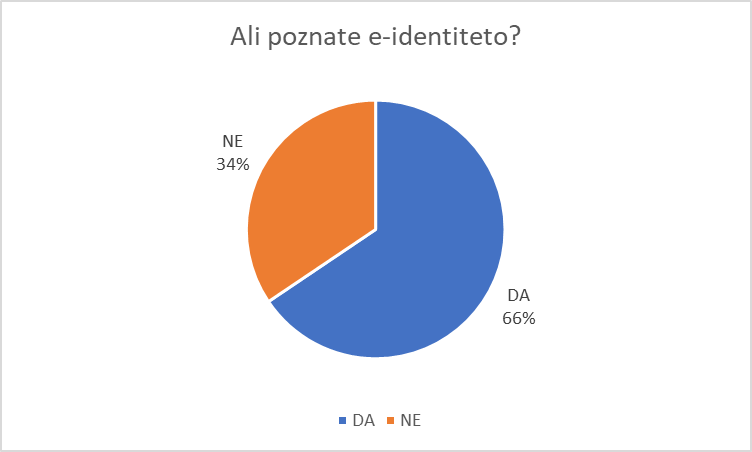 Ali poznate e-identiteto?
NE
34%
DA
66%
DA NE